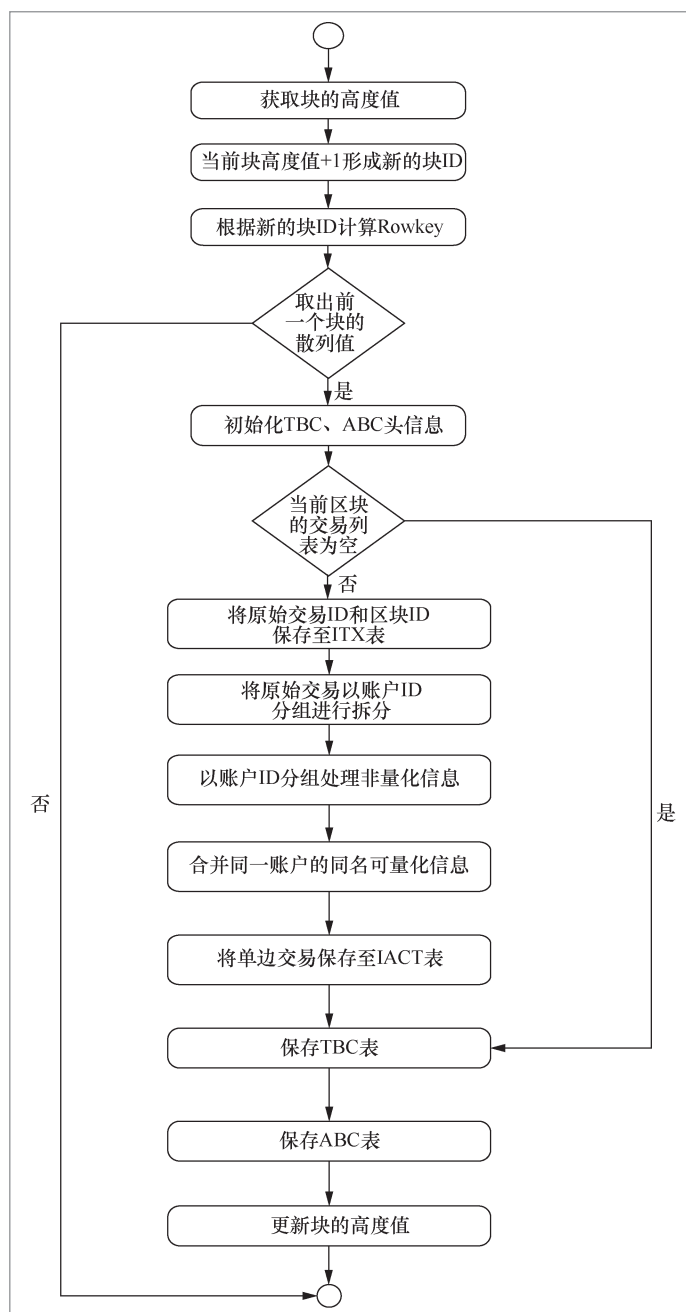 获取块的高度值
当前块高度值+1形成新的块ID
根据新的块ID计算Rowkey
取出前
一个块的
散列值
是
初始化TBC、ABC头信息
当前区块
的交易列
表为空
否
将原始交易ID和区块ID
保存至ITX表
将原始交易以账户ID
分组进行拆分
以账户ID分组处理非量化信息
否
是
合并同一账户的同名可量化信息
将单边交易保存至IACT表
保存TBC表
保存ABC表
更新块的高度值